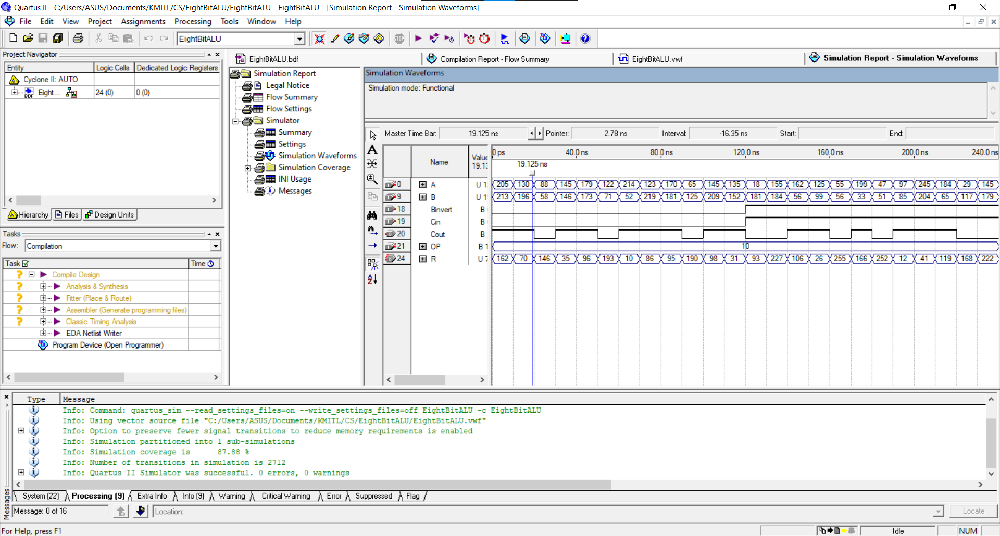 Quartus II - C:/Users/ASUS/Documents/KMITL/CS/EightBitALU/EightBitALU - EightBitALU - [Simulation Report - Simulation Waveforms]
File Edit View Project Assignments Processing Tools Window Help
EightBitALU
STOP
Project Navigator
Entity Logic Cells Dedicated Logic Registers
Cyclone II: AUTO
BDF Eight... 24 (0) 0 (0)
Hierarchy Files Design Units
Tasks
Flow: Compilation
Task Time
Compile Design
Analysis & Synthesis
Fitter (Place & Route)
Assembler (Generate programming files)
Classic Timing Analysis
EDA Netlist Writer
Program Device (Open Programmer)
EightBitALU.bdf Compilation Report - Flow Summary EightBitALU.vwf Simulation Report - Simulation Waveforms
Simulation Report
Legal Notice
Flow Summary
Flow Settings
Simulator
Summary
Settings
Simulation Waveforms
Simulation Coverage
INI Usage
Messages
Simulation Waveforms
Simulation mode: Functional
Master Time Bar: 19.125 ns Pointer: 2.78 ns Interval: -16.35 ns Start: End:
Name Value 19.13
0 ps 40.0 ns 80.0 ns 120.0 ns 160.0 ns 200.0 ns 240.0 ns
19.125 ns
0 A U 1 205 130 88 145 179 122 214 123 170 65 145 135 18 155 162 125 55 199 47 97 245 184 29 145
9 B U 1 213 196 58 146 173 71 52 219 181 125 209 152 181 184 56 99 56 33 51 85 204 65 117 179
18 Binvert B
19 Cin B
20 Cout B
21 OP B 1 10
24 R U 7 162 70 146 35 96 193 10 86 95 190 98 31 93 227 106 26 255 166 252 12 41 119 168 222
Type Message
Info: Command: quartus_sim --read_settings_files=on --write_settings_files=off EightBitALU -c EightBitALU
Info: Using vector source file "C:/Users/ASUS/Documents/KMITL/CS/EightBitALU/EightBitALU.vwf"
Info: Option to preserve fewer signal transitions to reduce memory requirements is enabled
Info: Simulation partitioned into 1 sub-simulations
Info: Simulation coverage is 87.88 %
Info: Number of transitions in simulation is 2712
Info: Quartus II Simulator was successful. 0 errors, 0 warnings
System (22) Processing (9) Extra Info Info (9) Warning Critical Warning Error Suppressed Flag
Messages
Message: 0 of 16 Location: Locate
For Help, press F1 Idle NUM